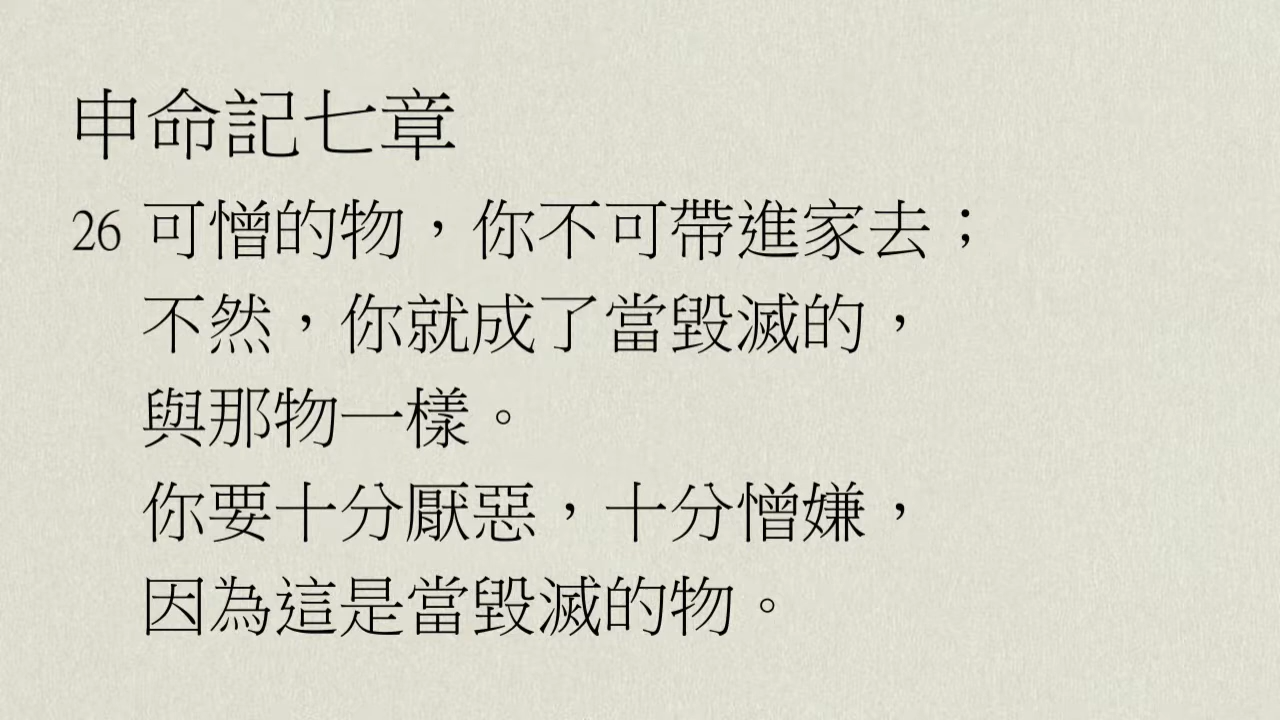 申命記七章
26 可憎的物，你不可帶進家去；
不然，你就成了當毀滅的，
與那物一樣。
你要十分厭惡，十分憎嫌，
因為這是當毀滅的物。